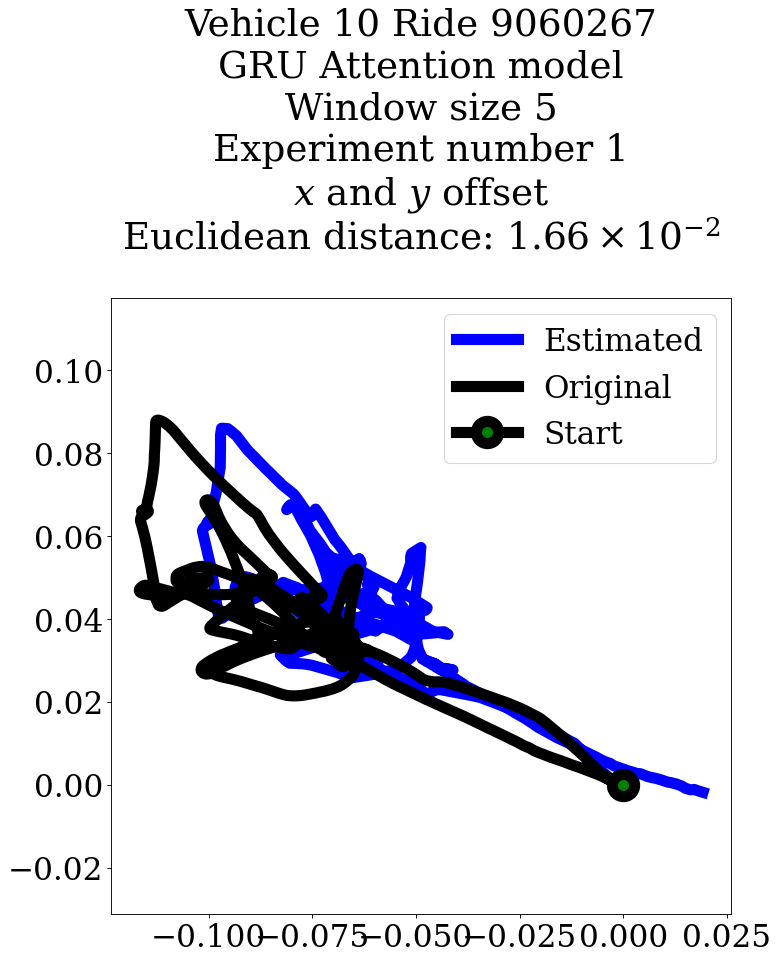 Vehicle 10 Ride 9060267
GRU Attention model
Window size 5
Experiment number 1
x and y offset
Euclidean distance: 1.66 × 10⁻²
Estimated
Original
Start
0.10
0.08
0.06
0.04
0.02
0.00
−0.02
−0.100 −0.075 −0.050 −0.025 0.000 0.025